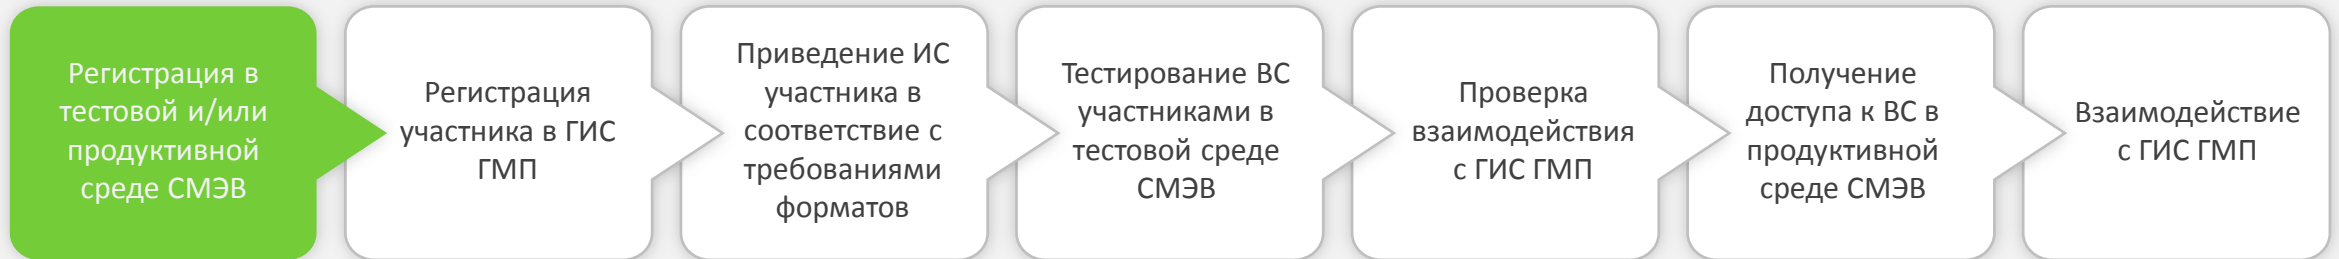 Регистрация в
тестовой и/или
продуктивной
среде СМЭВ
Регистрация
участника в ГИС
ГМП
Приведение ИС
участника в
соответствие с
требованиями
форматов
Тестирование ВС
участниками в
тестовой среде
СМЭВ
Проверка
взаимодействия
с ГИС ГМП
Получение
доступа к ВС в
продуктивной
среде СМЭВ
Взаимодействие
с ГИС ГМП